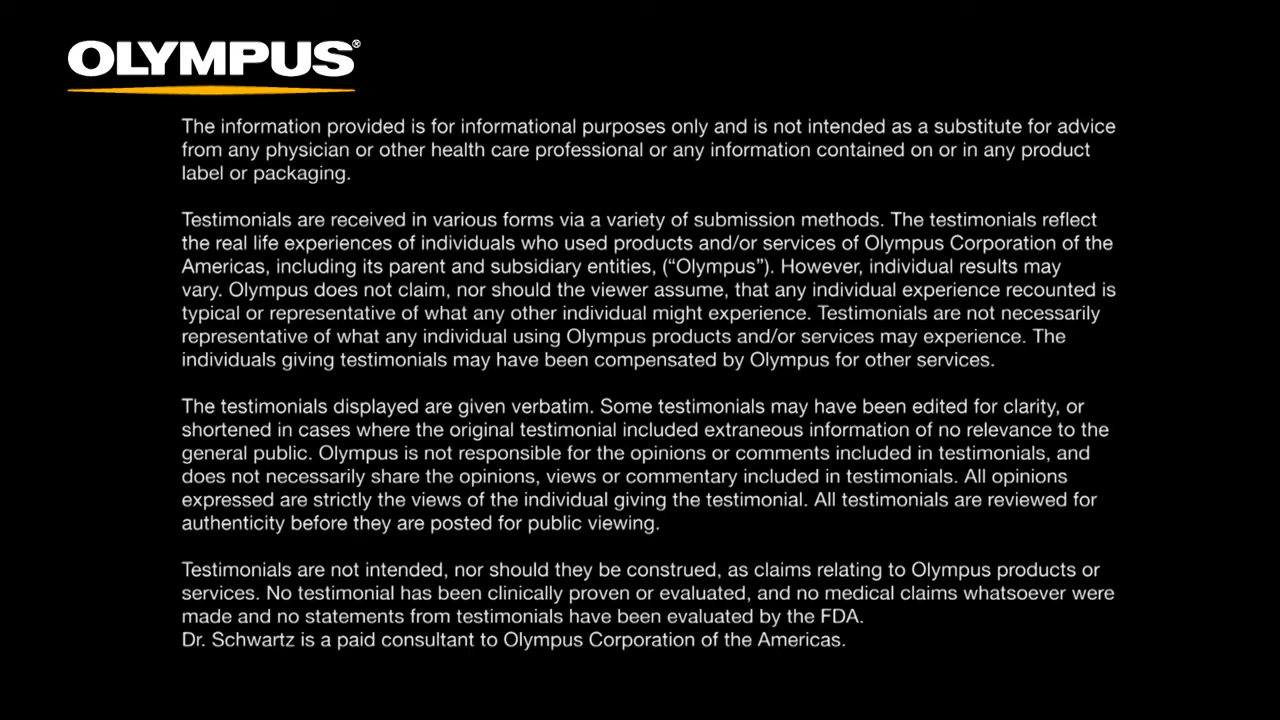 OLYMPUS®
The information provided is for informational purposes only and is not intended as a substitute for advice
from any physician or other health care professional or any information contained on or in any product
label or packaging.
Testimonials are received in various forms via a variety of submission methods. The testimonials reflect
the real life experiences of individuals who used products and/or services of Olympus Corporation of the
Americas, including its parent and subsidiary entities, (“Olympus”). However, individual results may
vary. Olympus does not claim, nor should the viewer assume, that any individual experience recounted is
typical or representative of what any other individual might experience. Testimonials are not necessarily
representative of what any individual using Olympus products and/or services may experience. The
individuals giving testimonials may have been compensated by Olympus for other services.
The testimonials displayed are given verbatim. Some testimonials may have been edited for clarity, or
shortened in cases where the original testimonial included extraneous information of no relevance to the
general public. Olympus is not responsible for the opinions or comments included in testimonials, and
does not necessarily share the opinions, views or commentary included in testimonials. All opinions
expressed are strictly the views of the individual giving the testimonial. All testimonials are reviewed for
authenticity before they are posted for public viewing.
Testimonials are not intended, nor should they be construed, as claims relating to Olympus products or
services. No testimonial has been clinically proven or evaluated, and no medical claims whatsoever were
made and no statements from testimonials have been evaluated by the FDA.
Dr. Schwartz is a paid consultant to Olympus Corporation of the Americas.